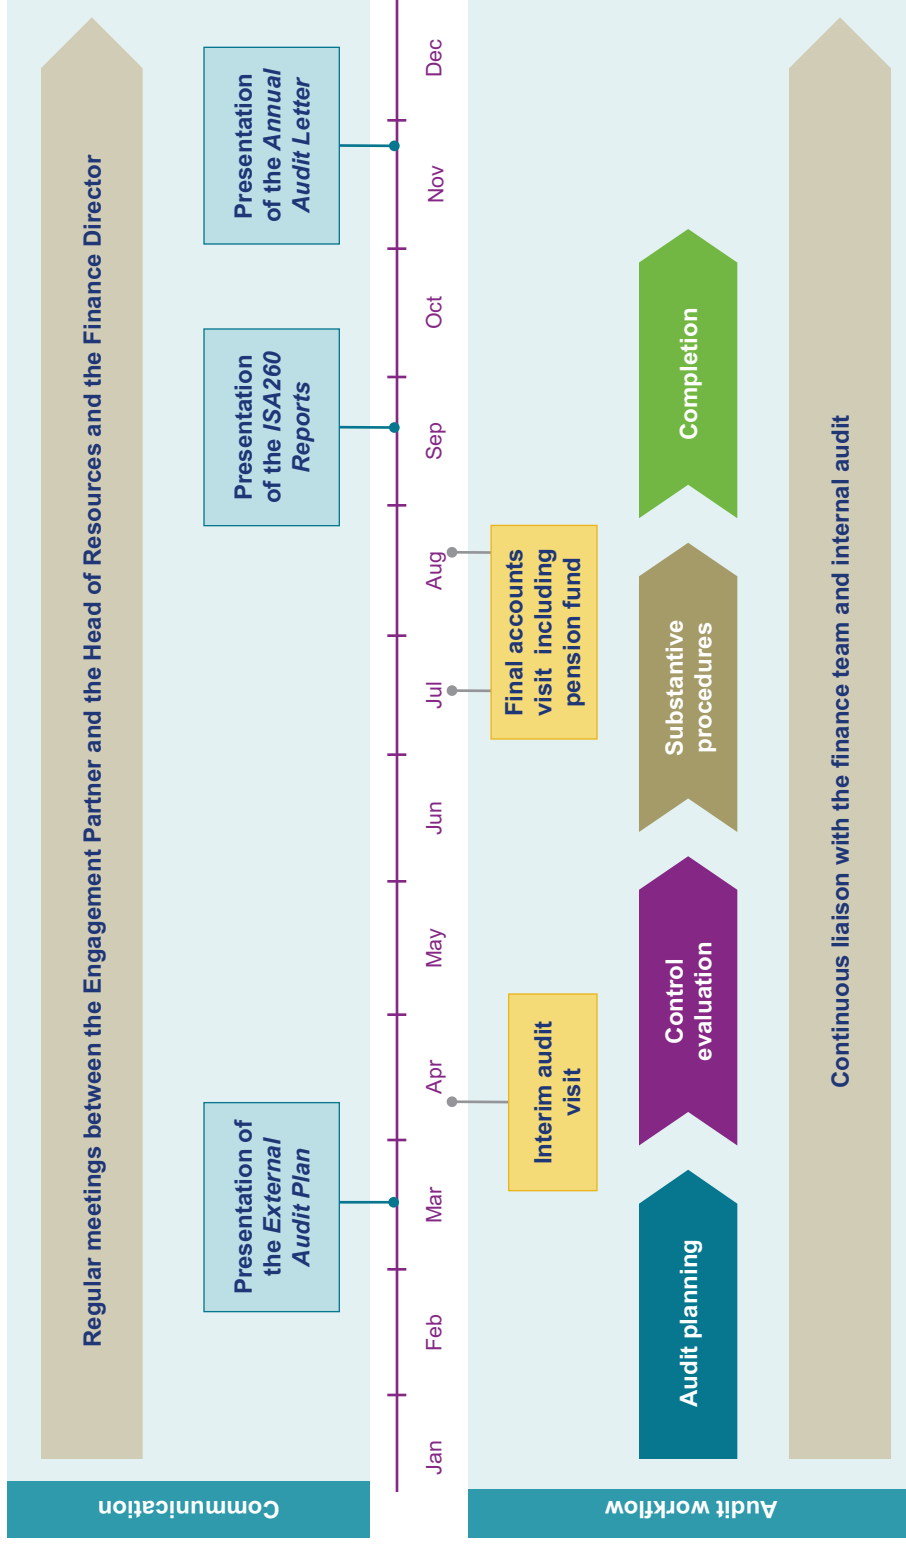 Communication
Regular meetings between the Engagement Partner and the Head of Resources and the Finance Director
Presentation of
the External
Audit Plan
Presentation
of the ISA260
Reports
Presentation
of the Annual
Audit Letter
Jan
Feb
Mar
Apr
May
Jun
Jul
Aug
Sep
Oct
Nov
Dec
Audit workflow
Interim audit
visit
Final accounts
visit including
pension fund
Audit planning
Control
evaluation
Substantive
procedures
Completion
Continuous liaison with the finance team and internal audit